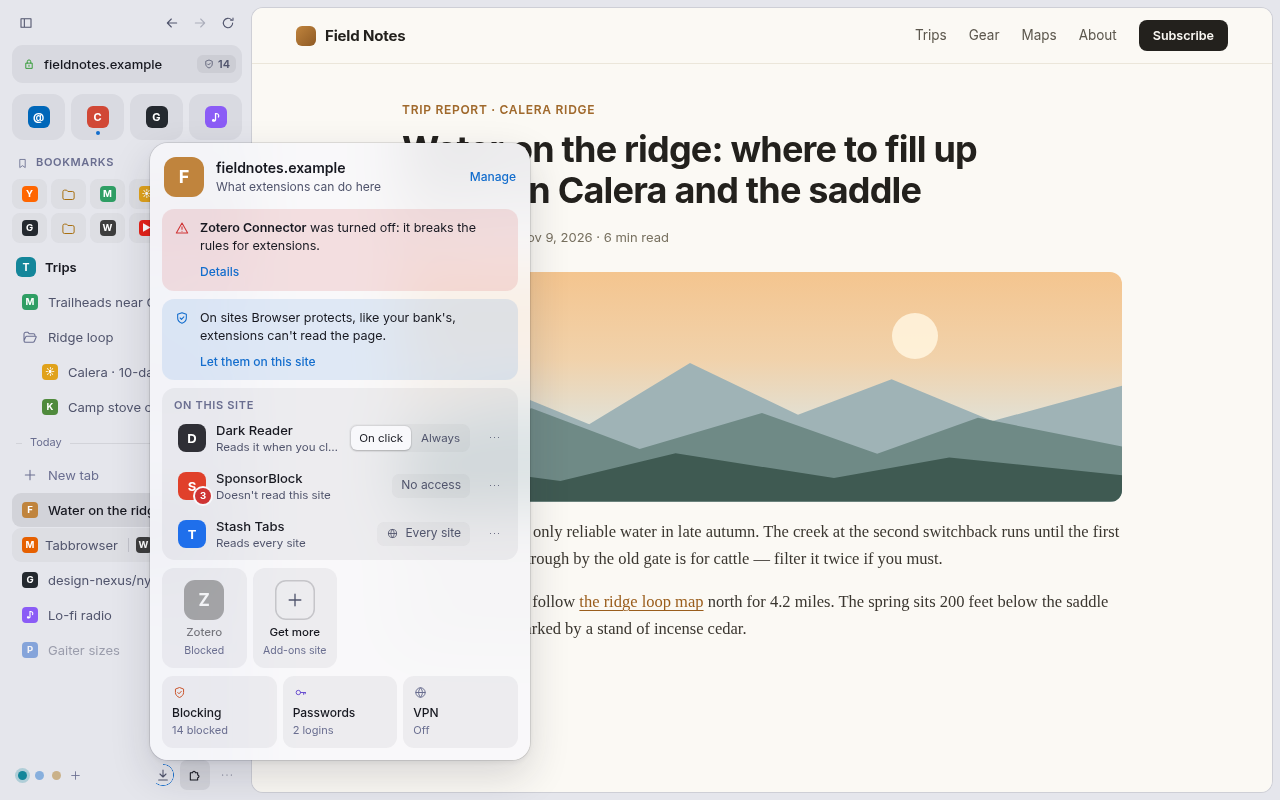 fieldnotes.example
14
Field Notes
Trips
Gear
Maps
About
Subscribe
@
C
G
BOOKMARKS
Y
M
G
W
T
Trips
M
Trailheads near
Ridge loop
Calera · 10-da
K
Camp stove
Today
New tab
F
Water on the ridg
M
Tabbrowser
W
G
design-nexus/ny
Lo-fi radio
P
Gaiter sizes
TRIP REPORT · CALERA RIDGE
Water on the ridge: where to fill up
Calera and the saddle
9, 2026 · 6 min read
only reliable water in late autumn. The creek at the second switchback runs until the first
by the old gate is for cattle — filter it twice if you must.
follow the ridge loop map north for 4.2 miles. The spring sits 200 feet below the saddle
by a stand of incense cedar.
F
fieldnotes.example
What extensions can do here
Manage
Zotero Connector was turned off: it breaks the
rules for extensions.
Details
On sites Browser protects, like your bank's,
extensions can't read the page.
Let them on this site
ON THIS SITE
D
Dark Reader
Reads it when you cl...
On click
Always
S
3
SponsorBlock
Doesn't read this site
No access
T
Stash Tabs
Reads every site
Every site
Z
Zotero
Blocked
Get more
Add-ons site
Blocking
14 blocked
Passwords
2 logins
VPN
Off